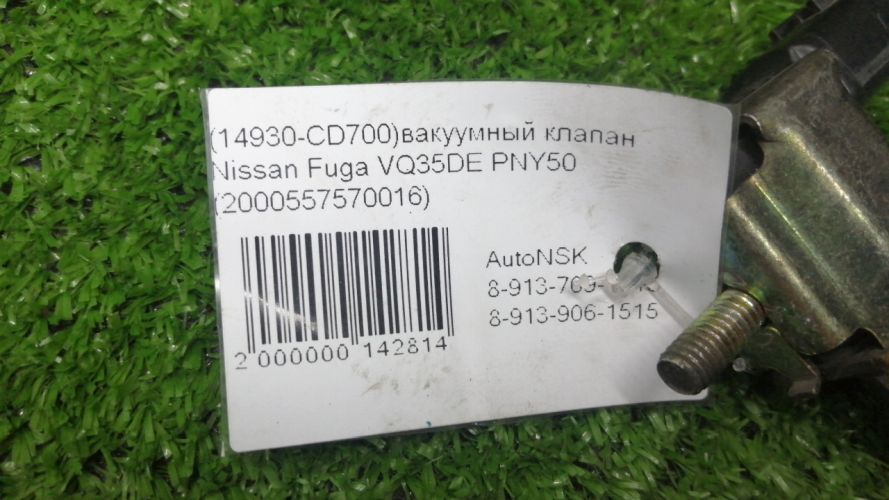 (14930-CD700)вакуумный клапан
Nissan Fuga VQ35DE PNY50
(2000557570016)
AutoNSK
8-913-906-1515
2 000000 142814